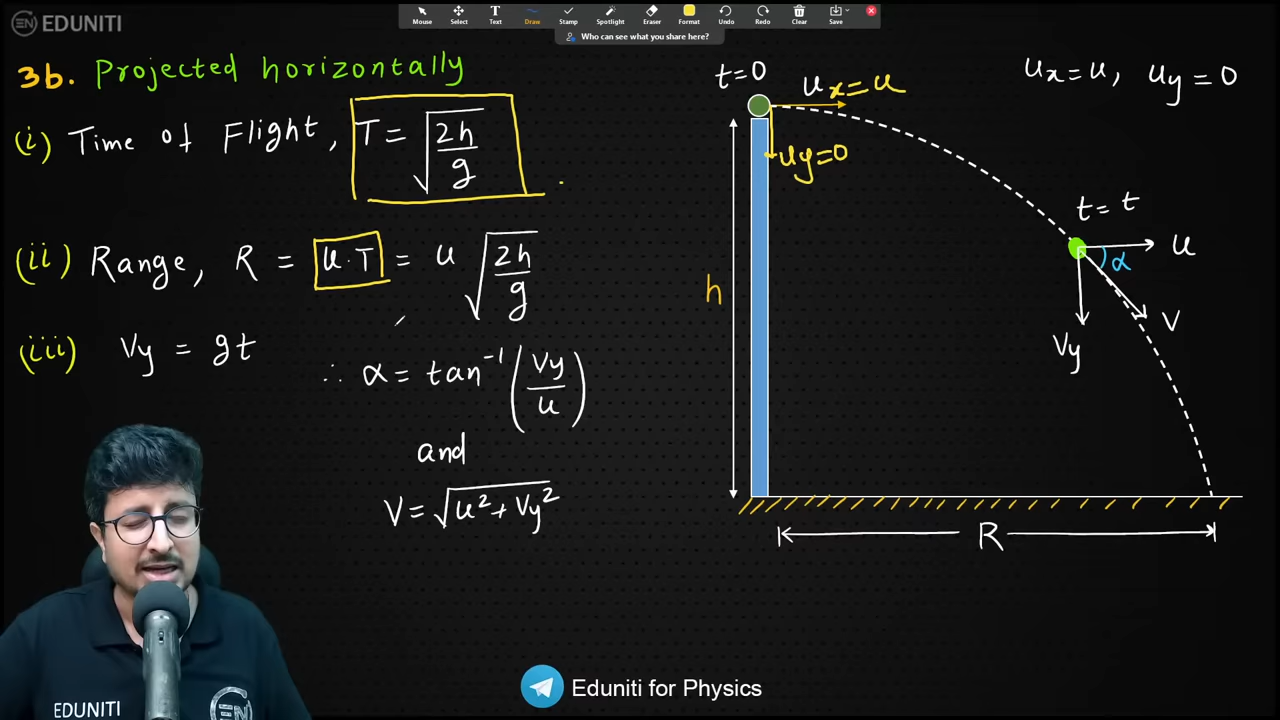 EN EDUNITI
Mouse Select Text Draw Stamp Spotlight Eraser Format Undo Redo Clear Save
Who can see what you share here?
3b. Projected horizontally
(i) Time of Flight, T = √(2h/g)
(ii) Range, R = u·T = u √(2h/g)
(iii) Vy = gt
∴ α = tan⁻¹(Vy/u)
and
V = √(u² + Vy²)
t=0
ux = u
ux = u, uy = 0
uy = 0
t = t
u
α
V
Vy
h
R
EDUNITI
EN
Eduniti for Physics